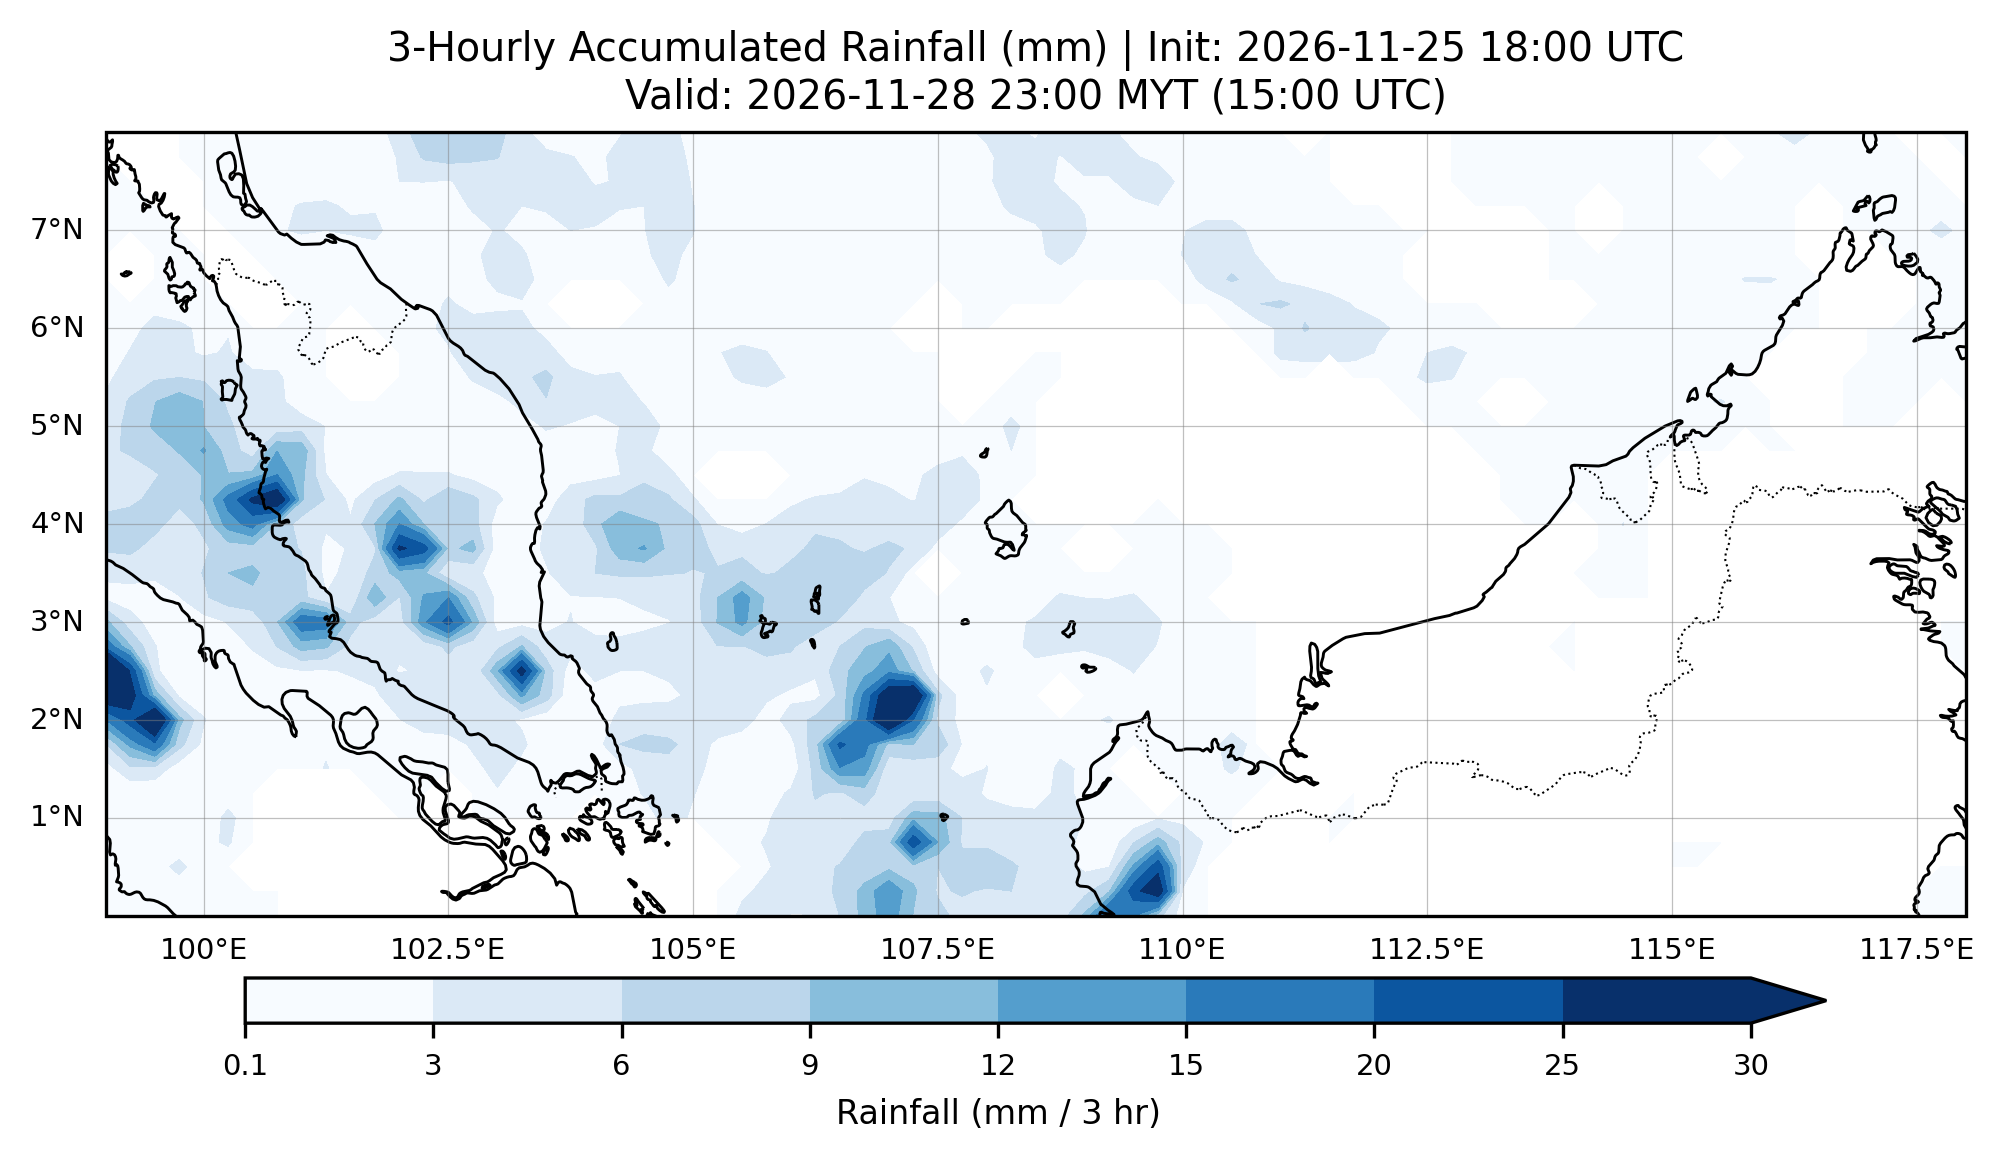 3-Hourly Accumulated Rainfall (mm) | Init: 2026-11-25 18:00 UTC
Valid: 2026-11-28 23:00 MYT (15:00 UTC)
7°N
6°N
5°N
4°N
3°N
2°N
1°N
100°E 102.5°E 105°E 107.5°E 110°E 112.5°E 115°E 117.5°E
0.1 3 6 9 12 15 20 25 30
Rainfall (mm / 3 hr)